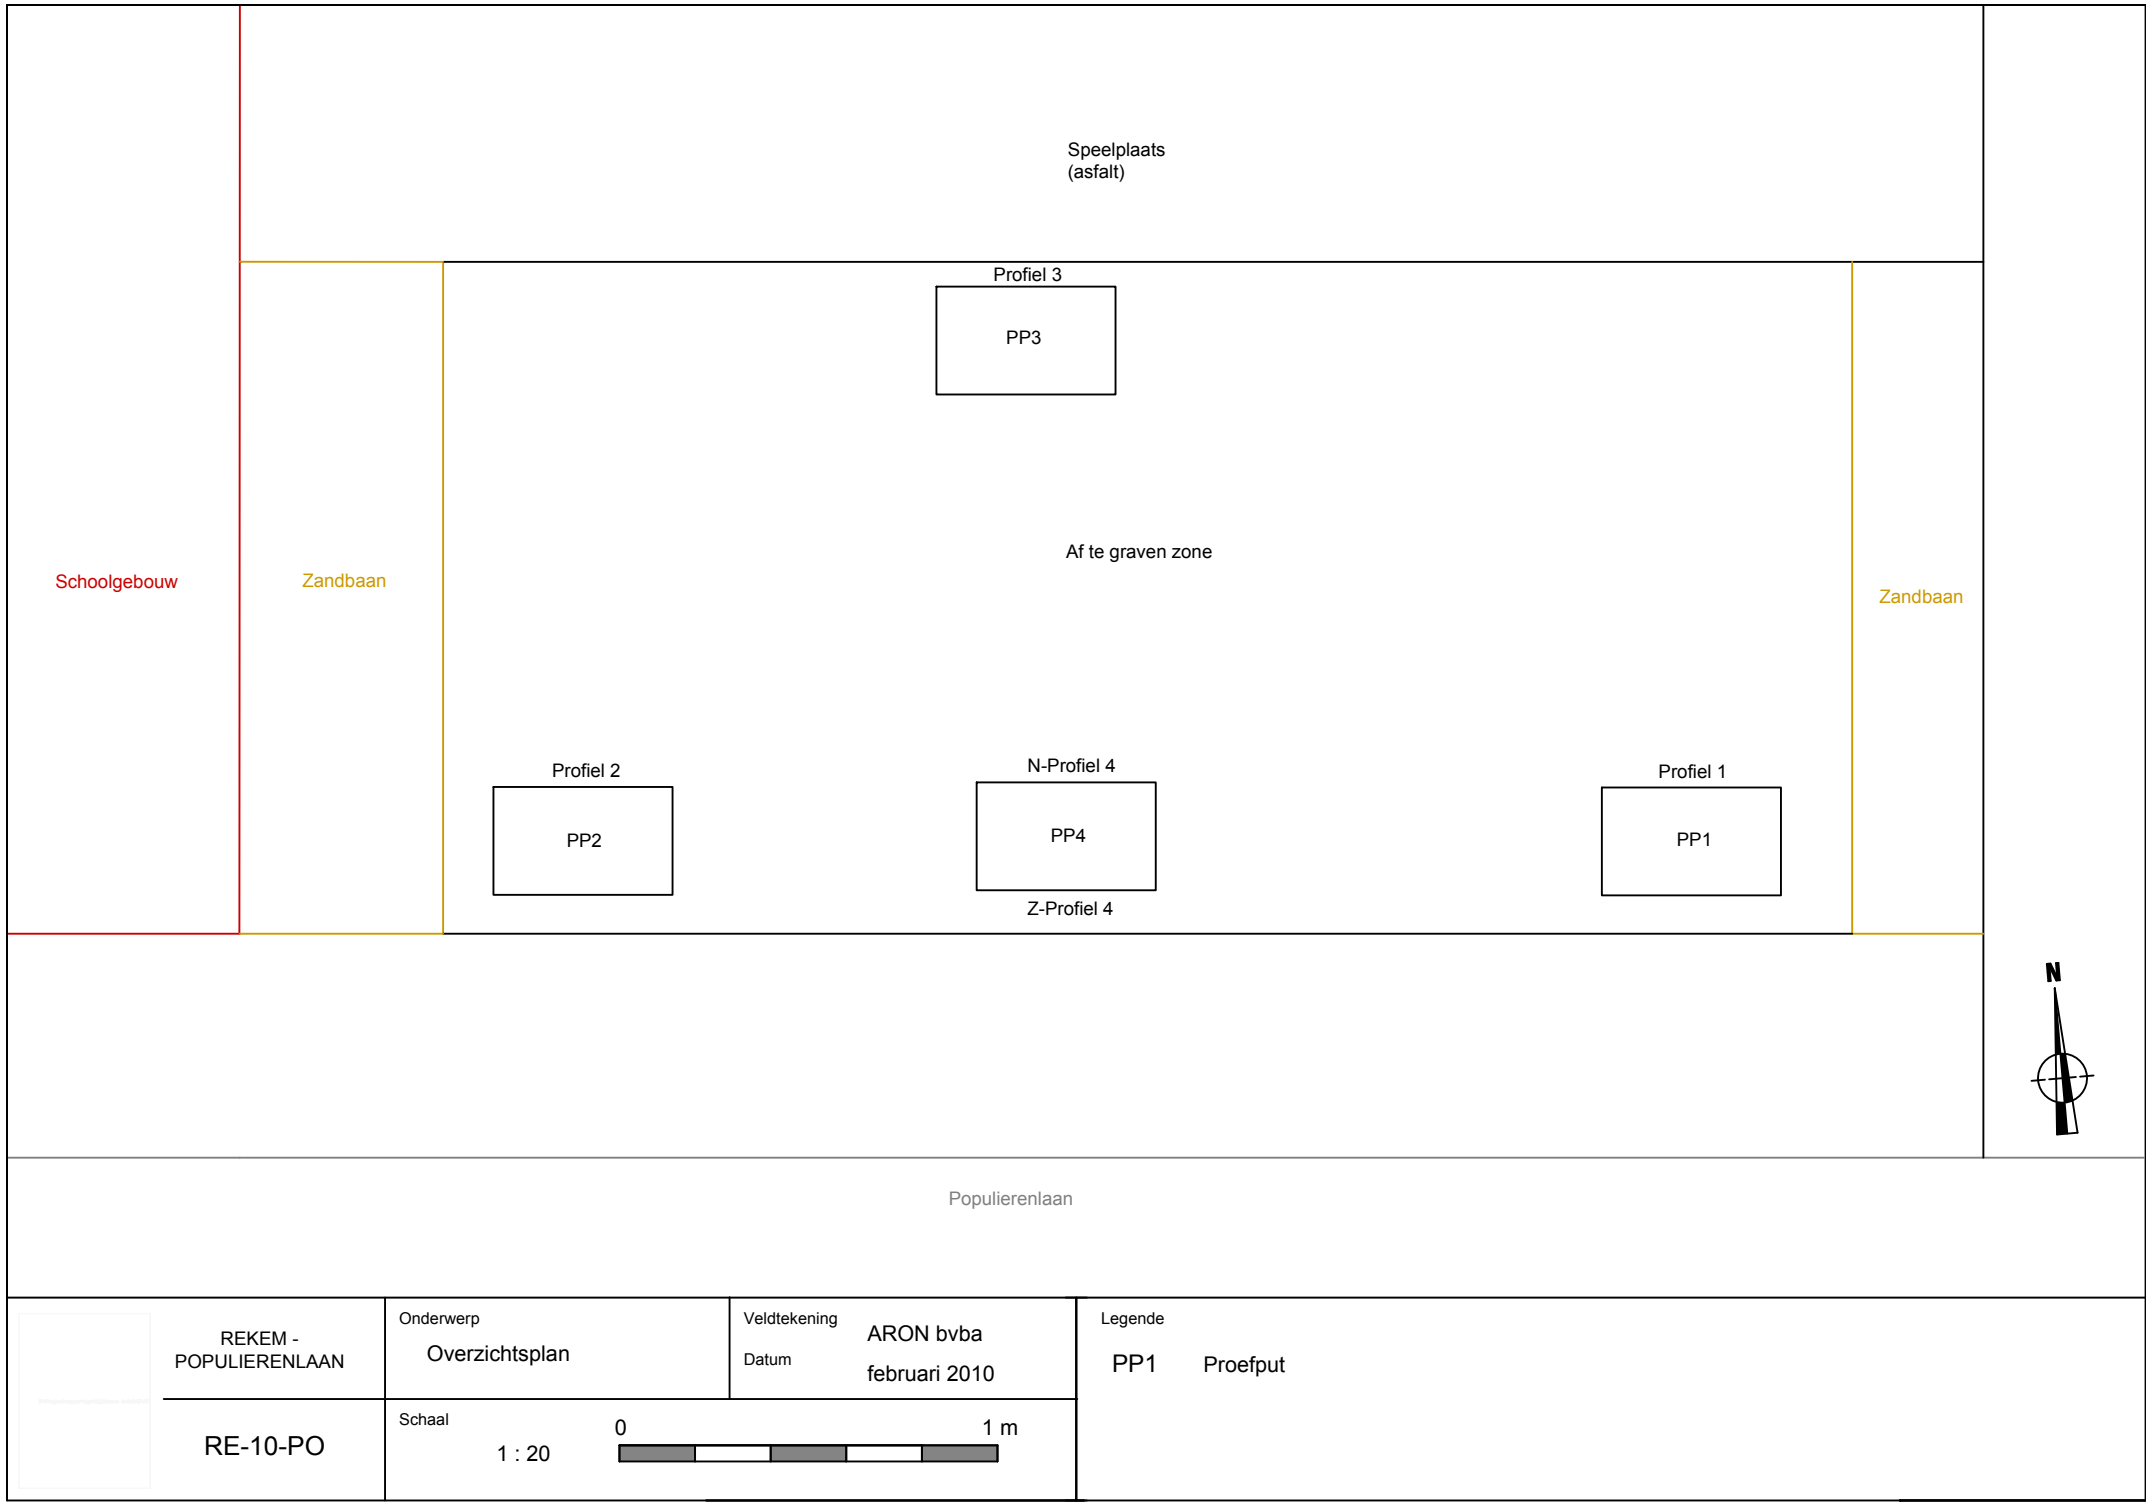 Speelplaats
(asfalt)
Profiel 3
PP3
Af te graven zone
Schoolgebouw
Zandbaan
Zandbaan
Profiel 2
N-Profiel 4
Profiel 1
PP2
PP4
PP1
Z-Profiel 4
N
Populierenlaan
REKEM -
POPULIERENLAAN
RE-10-PO
Onderwerp
Overzichtsplan
Veldtekening
ARON bvba
Datum
februari 2010
Schaal
1 : 20
0
1 m
Legende
PP1 Proefput